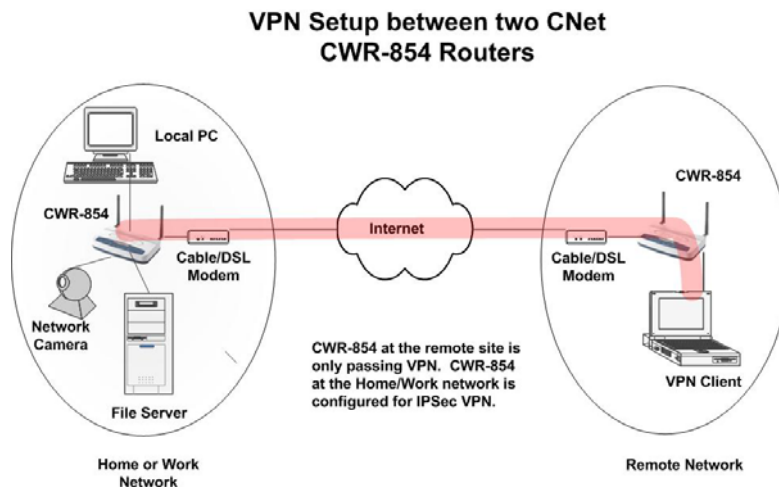 VPN Setup between two CNet
CWR-854 Routers
Local PC
CWR-854
Cable/DSL
Modem
Network
Camera
File Server
Home or Work
Network
Internet
CWR-854 at the remote site is
only passing VPN.  CWR-854
at the Home/Work network is
configured for IPSec VPN.
CWR-854
Cable/DSL
Modem
VPN Client
Remote Network